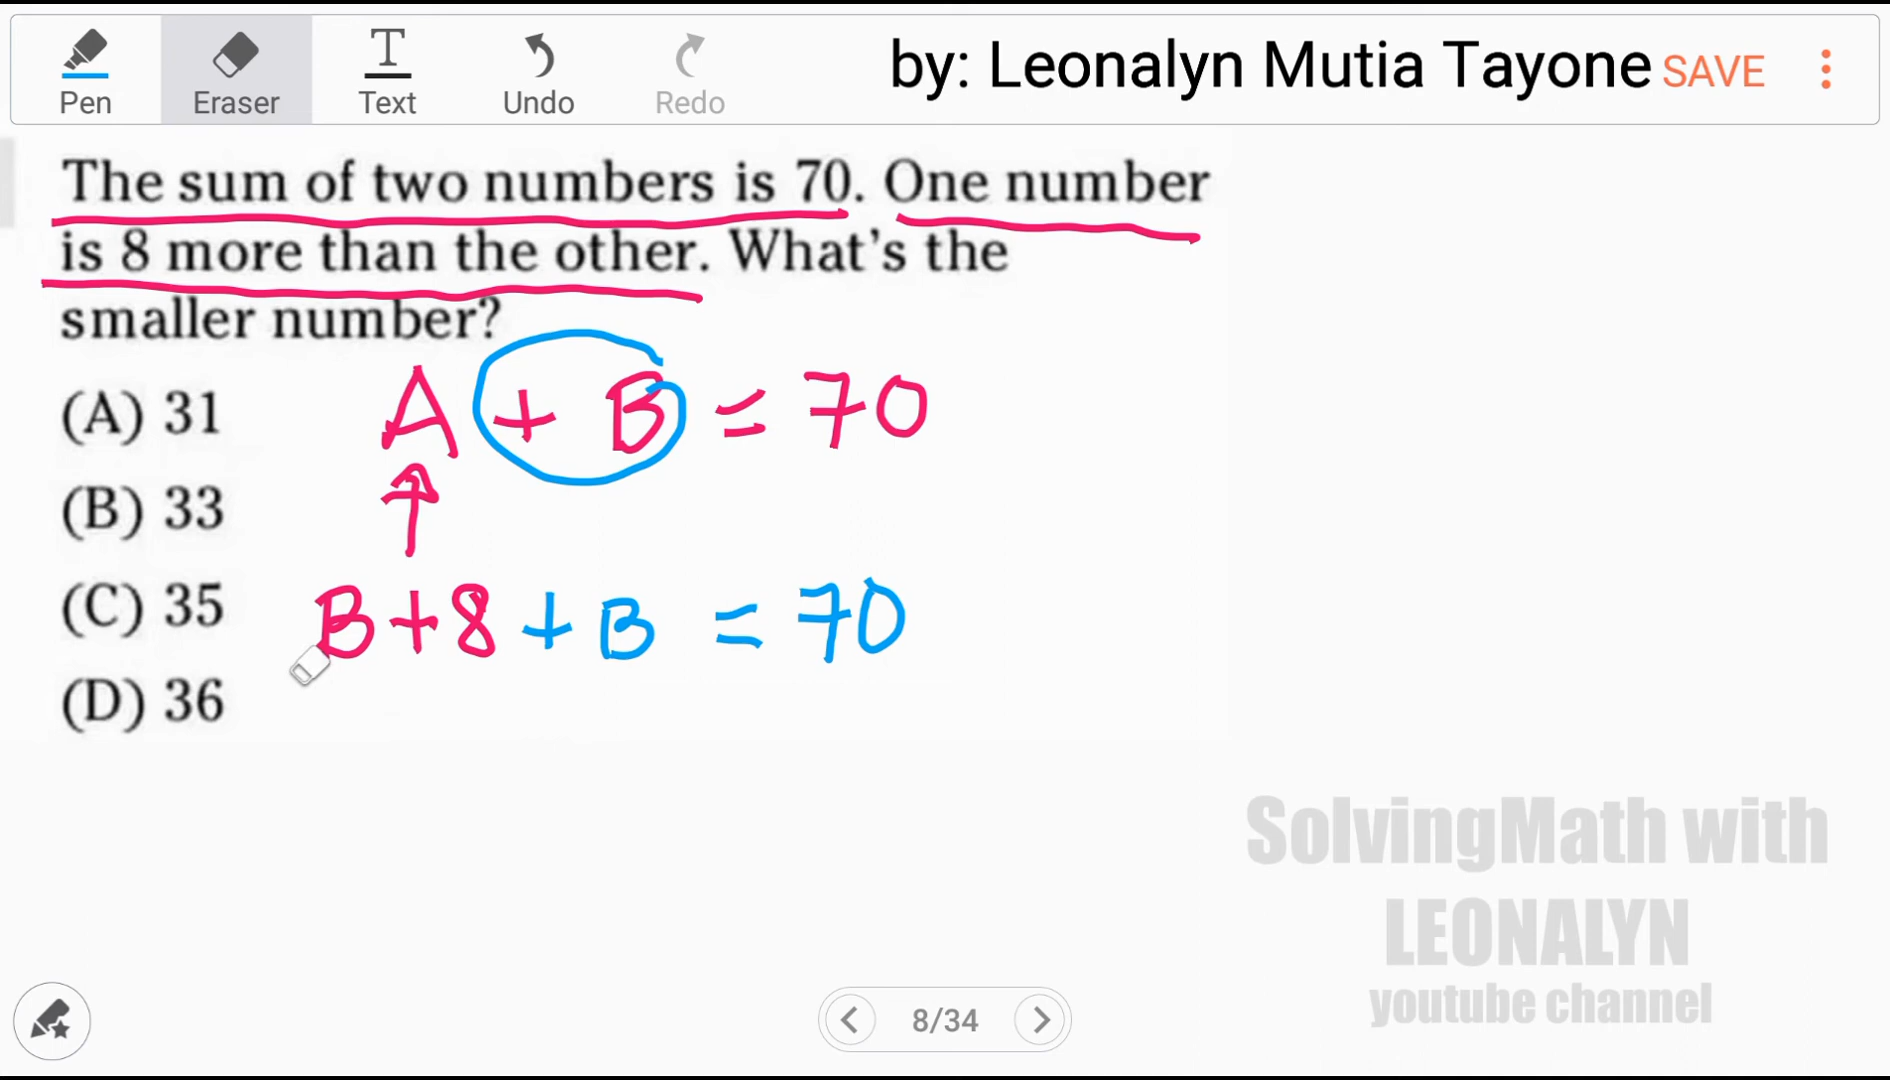 Pen
Eraser
Text
Undo
Redo
by: Leonalyn Mutia Tayone
SAVE
The sum of two numbers is 70. One number
is 8 more than the other. What's the
smaller number?
(A) 31
(B) 33
(C) 35
(D) 36
A + B = 70
B+8 + B = 70
SolvingMath with
LEONALYN
youtube channel
8/34